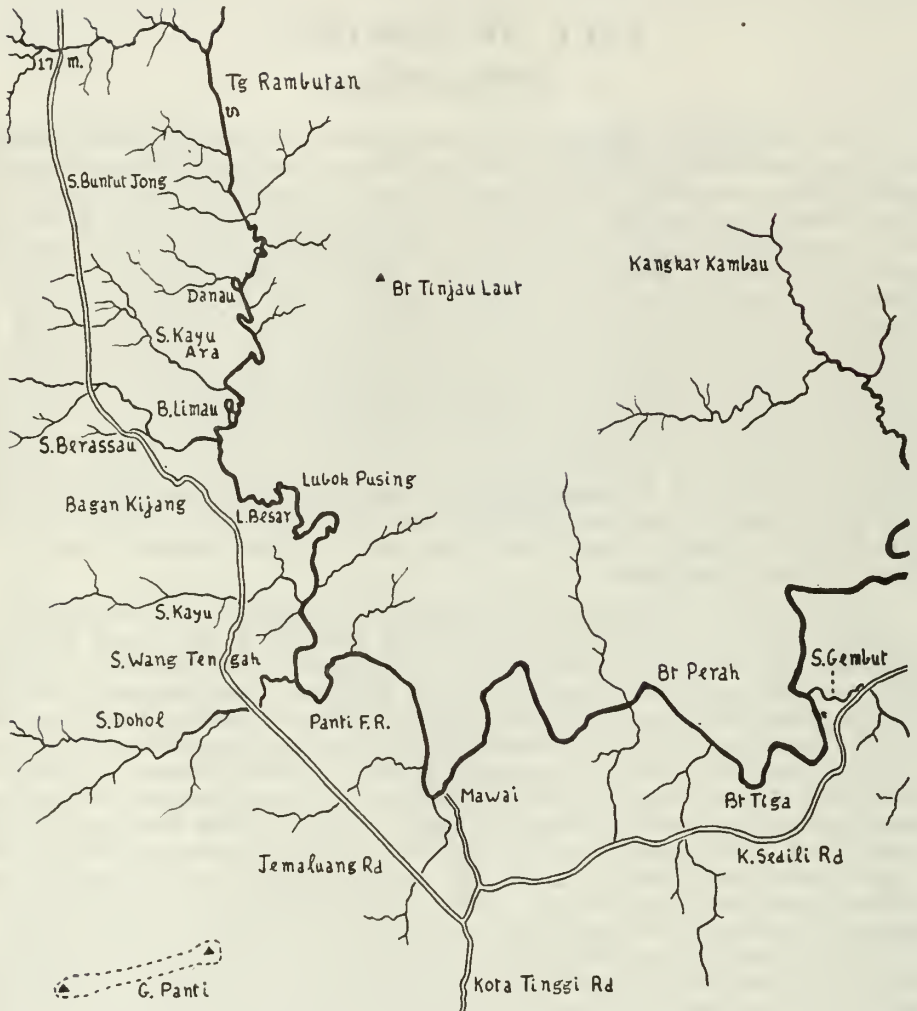 17 m.
Tg Rambutan
S
S.Buntut Jong
Kangkar Kambau
Danau
Bt Tinjau Laut
S.Kayu
Ara
B.Limau
S.Berassau
Lubok Pusing
Bagan Kijang
L.Besar
S.Kayu
S.Wang Tengah
S.Gembut
Bt Perah
S.Dohol
Panti F.R.
Mawai
Bt Tiga
Jemaluang Rd
K.Sedili Rd
G. Panti
Kota Tinggi Rd